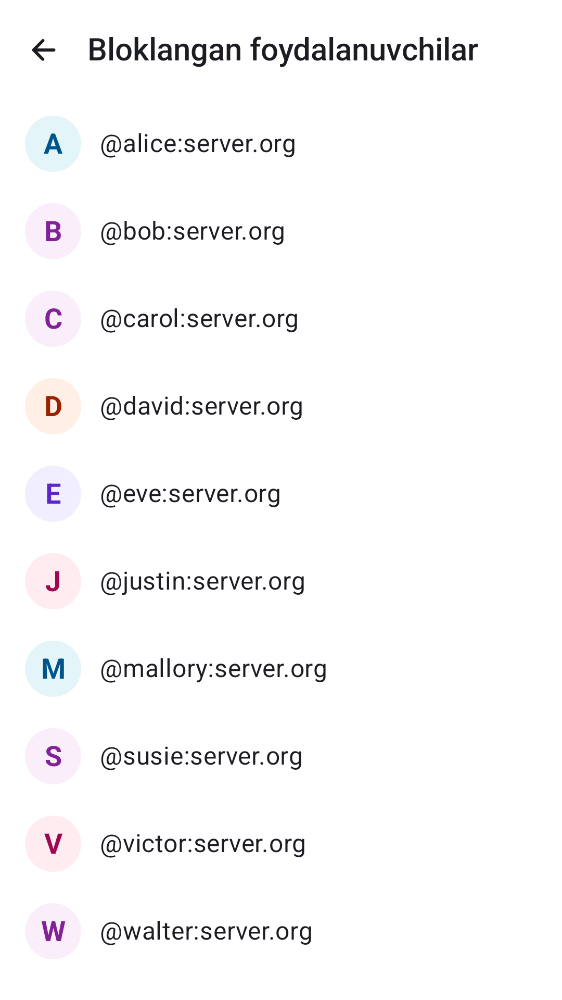 Bloklangan foydalanuvchilar
A @alice:server.org
B @bob:server.org
C @carol:server.org
D @david:server.org
E @eve:server.org
J @justin:server.org
M @mallory:server.org
S @susie:server.org
V @victor:server.org
W @walter:server.org